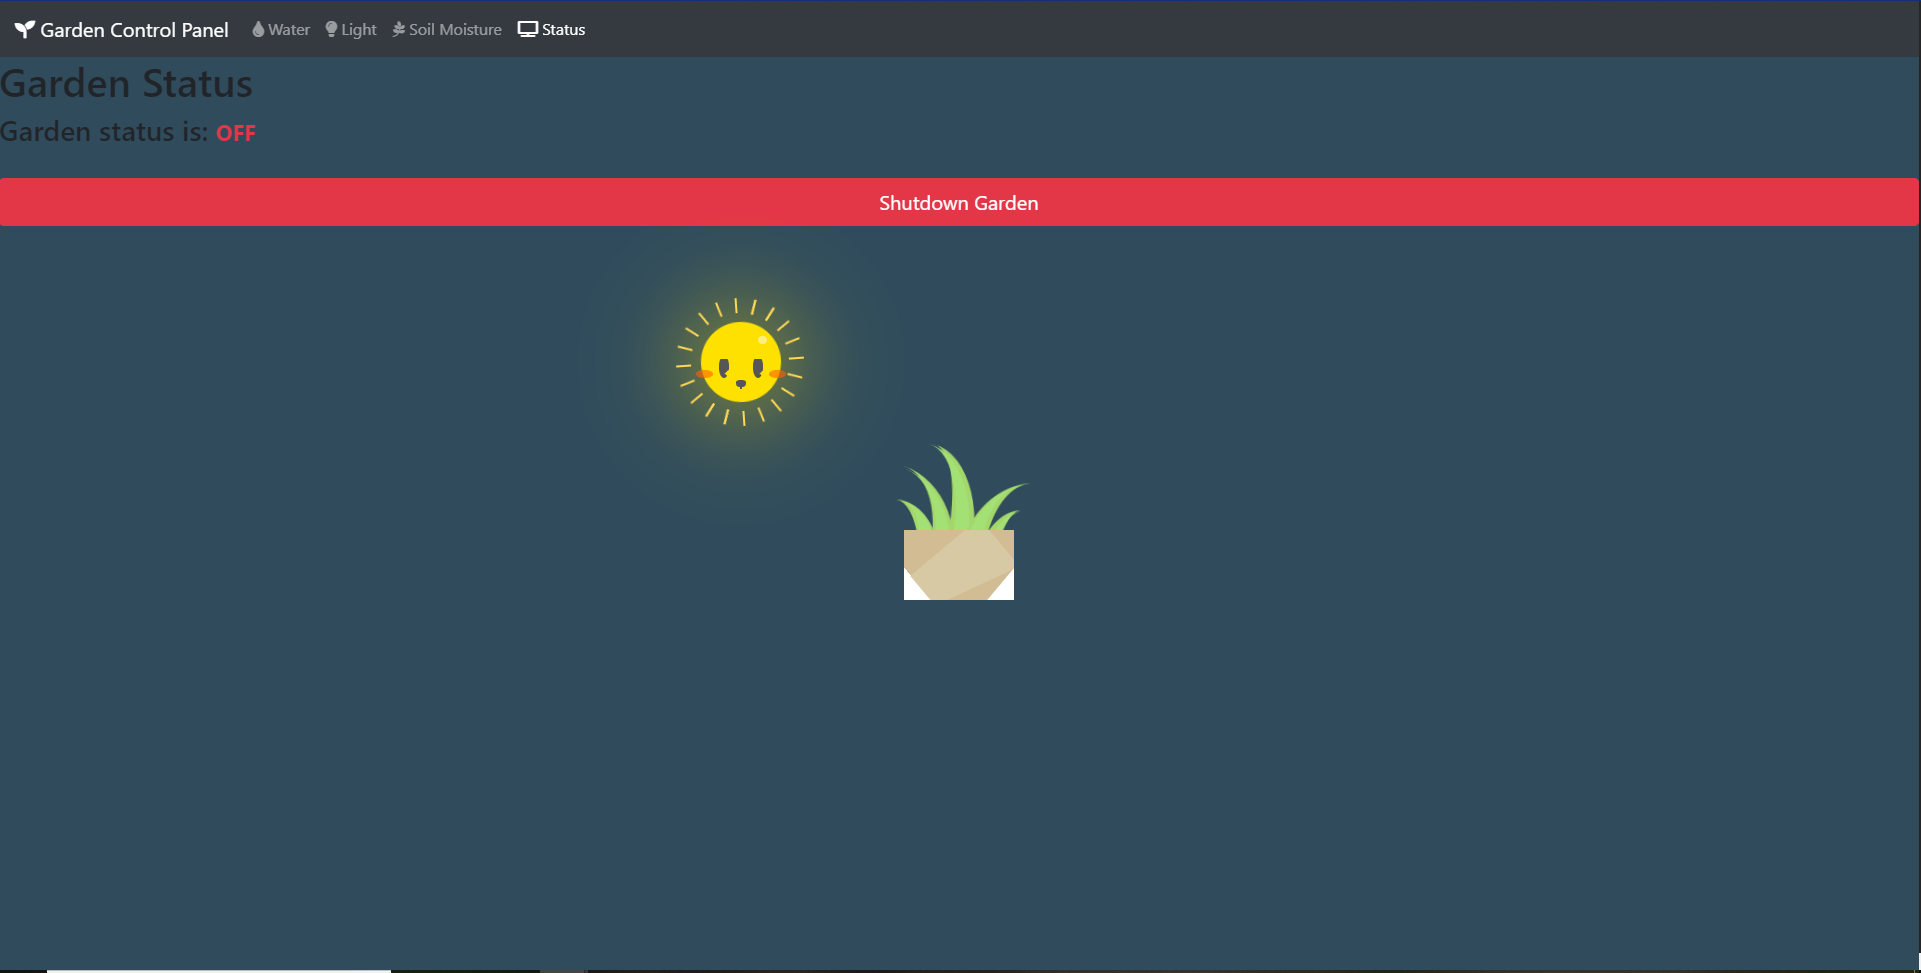 Garden Control Panel Water Light Soil Moisture Status
Garden Status
Garden status is: OFF
Shutdown Garden